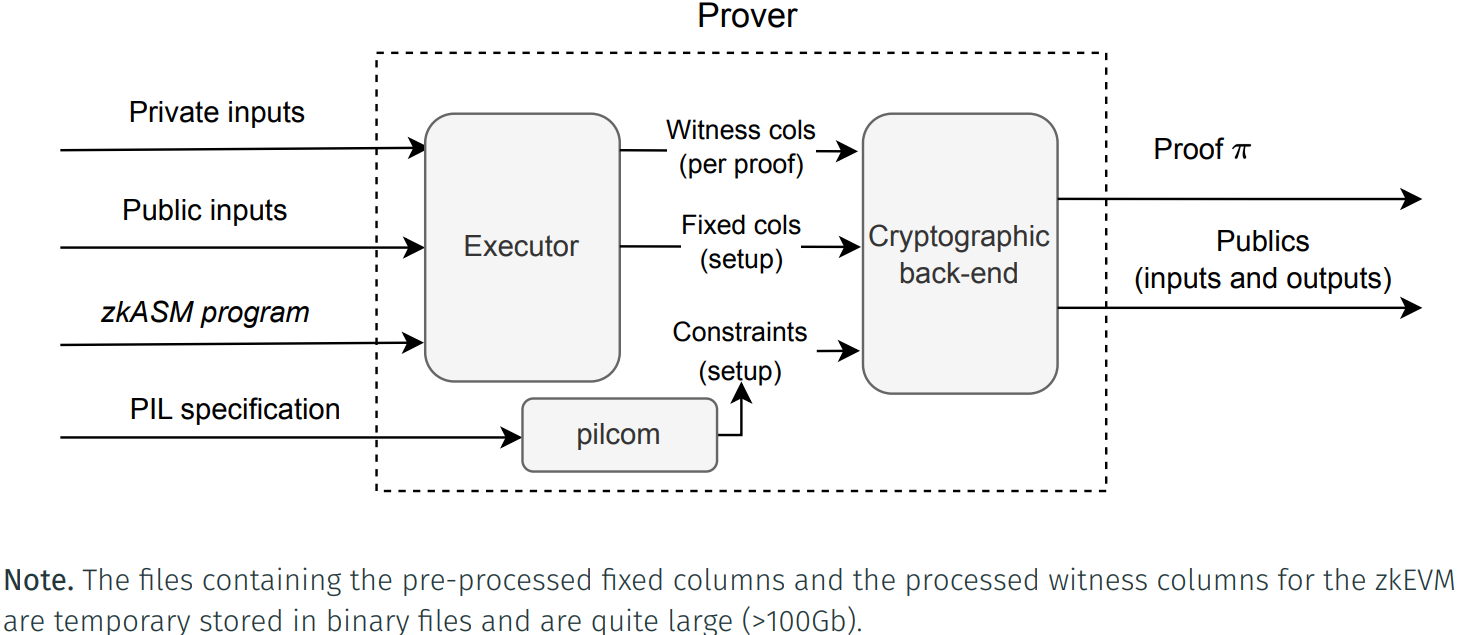 Prover
Private inputs
Public inputs
zkASM program
PIL specification
Executor
pilcom
Witness cols
(per proof)
Fixed cols
(setup)
Constraints
(setup)
Cryptographic
back-end
Proof π
Publics
(inputs and outputs)
Note. The files containing the pre-processed fixed columns and the processed witness columns for the zkEVM
are temporary stored in binary files and are quite large (>100Gb).